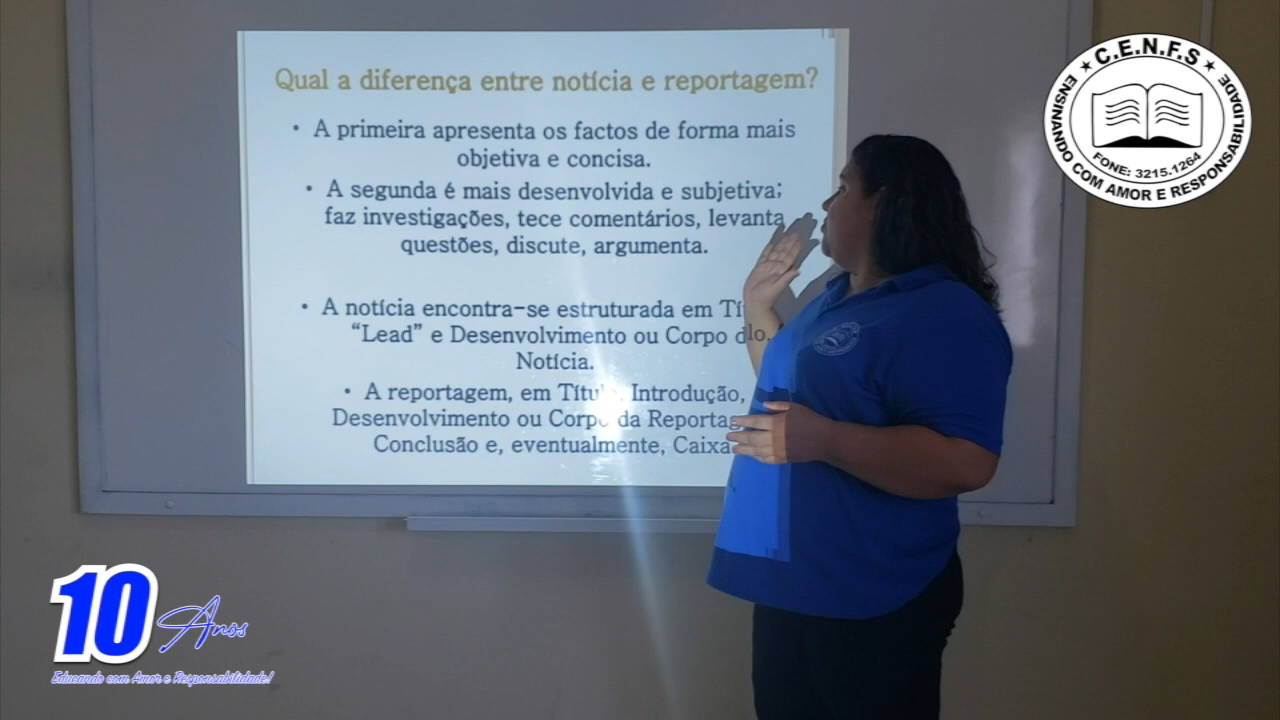 Qual a diferença entre notícia e reportagem?
• A primeira apresenta os factos de forma mais
objetiva e concisa.
• A segunda é mais desenvolvida e subjetiva;
faz investigações, tece comentários, levanta
questões, discute, argumenta.
• A notícia encontra-se estruturada em
"Lead" e Desenvolvimento ou Corpo
Notícia.
• A reportagem, em Introdução,
Desenvolvimento ou Corpo da
Conclusão e, eventualmente,
C.E.N.F.S
ENSINANDO COM AMOR E RESPONSABILIDADE
FONE: 3215.1264
10 Anos
Educando com Amor e Responsabilidade!